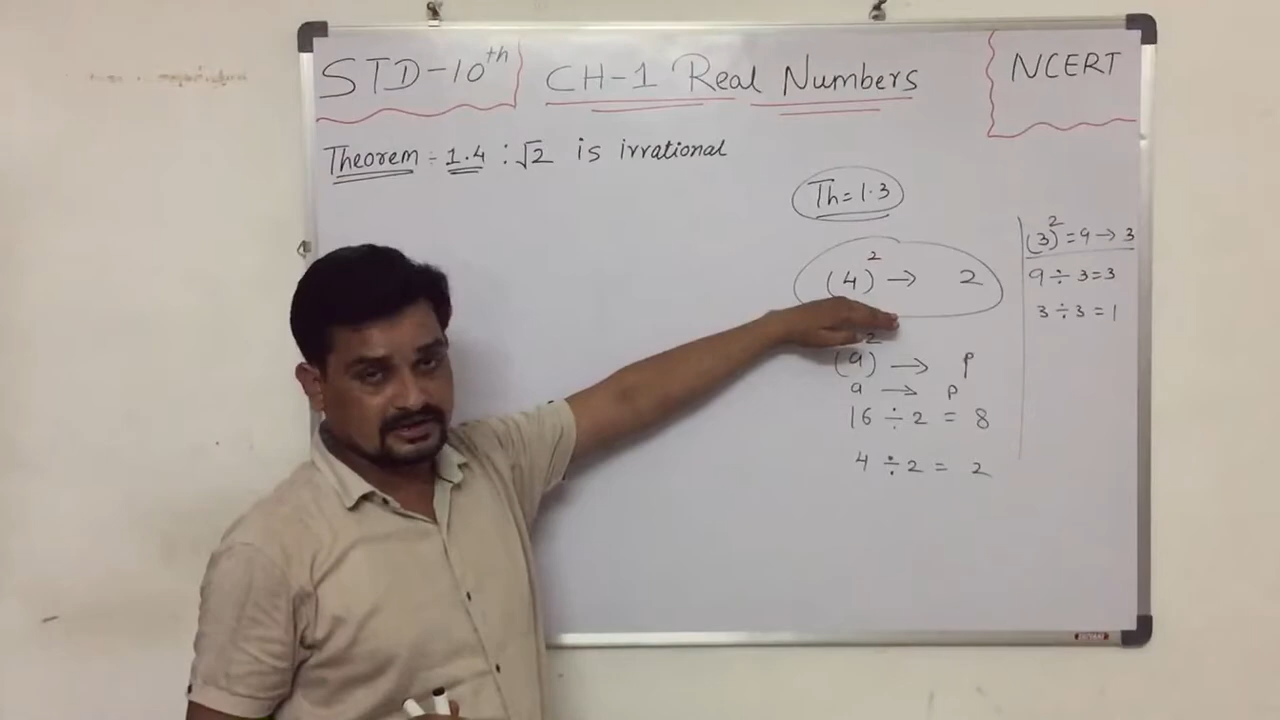 STD-10th CH-1 Real Numbers NCERT
Theorem ÷ 1.4 : √2 is irrational
Th = 1.3
(4)² → 2
(a)² → p
a → p
16 ÷ 2 = 8
4 ÷ 2 = 2
(3)² = 9 → 3
9 ÷ 3 = 3
3 ÷ 3 = 1